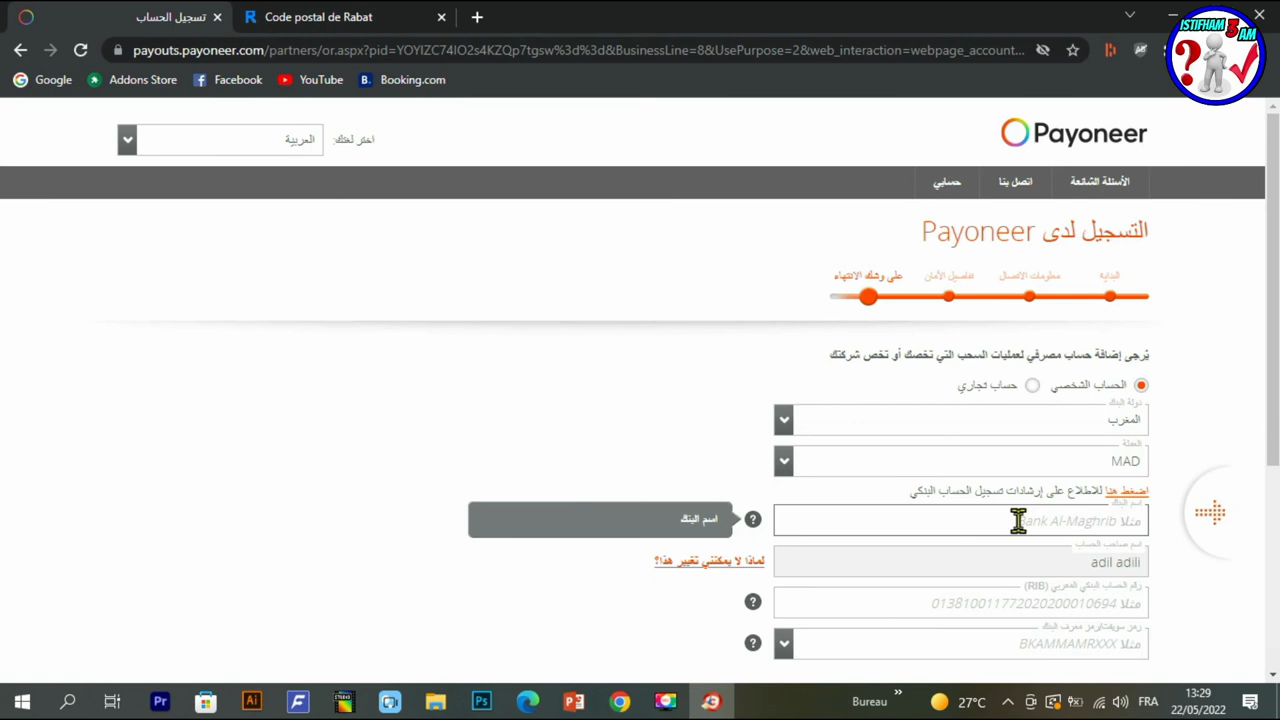 تسجيل الحساب
Code postal de Rabat
payouts.payoneer.com/partners/or.aspx?pid=YOYIZC74IO2S4K2
tgsw%3d%3d&BusinessLine=8&UsePurpose=2&web_interaction=webpage_account...
ISTIFHAM
3
AM
Google
Addons Store
Facebook
YouTube
Booking.com
اختر لغتك:
العربية
Payoneer
الأسئلة الشائعة
اتصل بنا
حسابي
التسجيل لدى Payoneer
البداية
معلومات الاتصال
تفاصيل الأمان
على وشك الانتهاء
يُرجى إضافة حساب مصرفي لعمليات السحب التي تخصك أو تخص شركتك
الحساب الشخصي
حساب تجاري
دولة البنك
المغرب
العملة
MAD
اضغط هنا للاطلاع على إرشادات تسجيل الحساب البنكي
اسم البنك
مثلا Bank Al-Maghrib
اسم البنك
اسم صاحب الحساب
adil adili
لماذا لا يمكنني تغيير هذا؟
رقم الحساب البنكي المغربي (RIB)
مثلا 013810011772020200010694
رمز سويفت/رمز معرف البنك
مثلا BKAMMAMRXXX
Bureau
27°C
FRA
13:29
22/05/2022